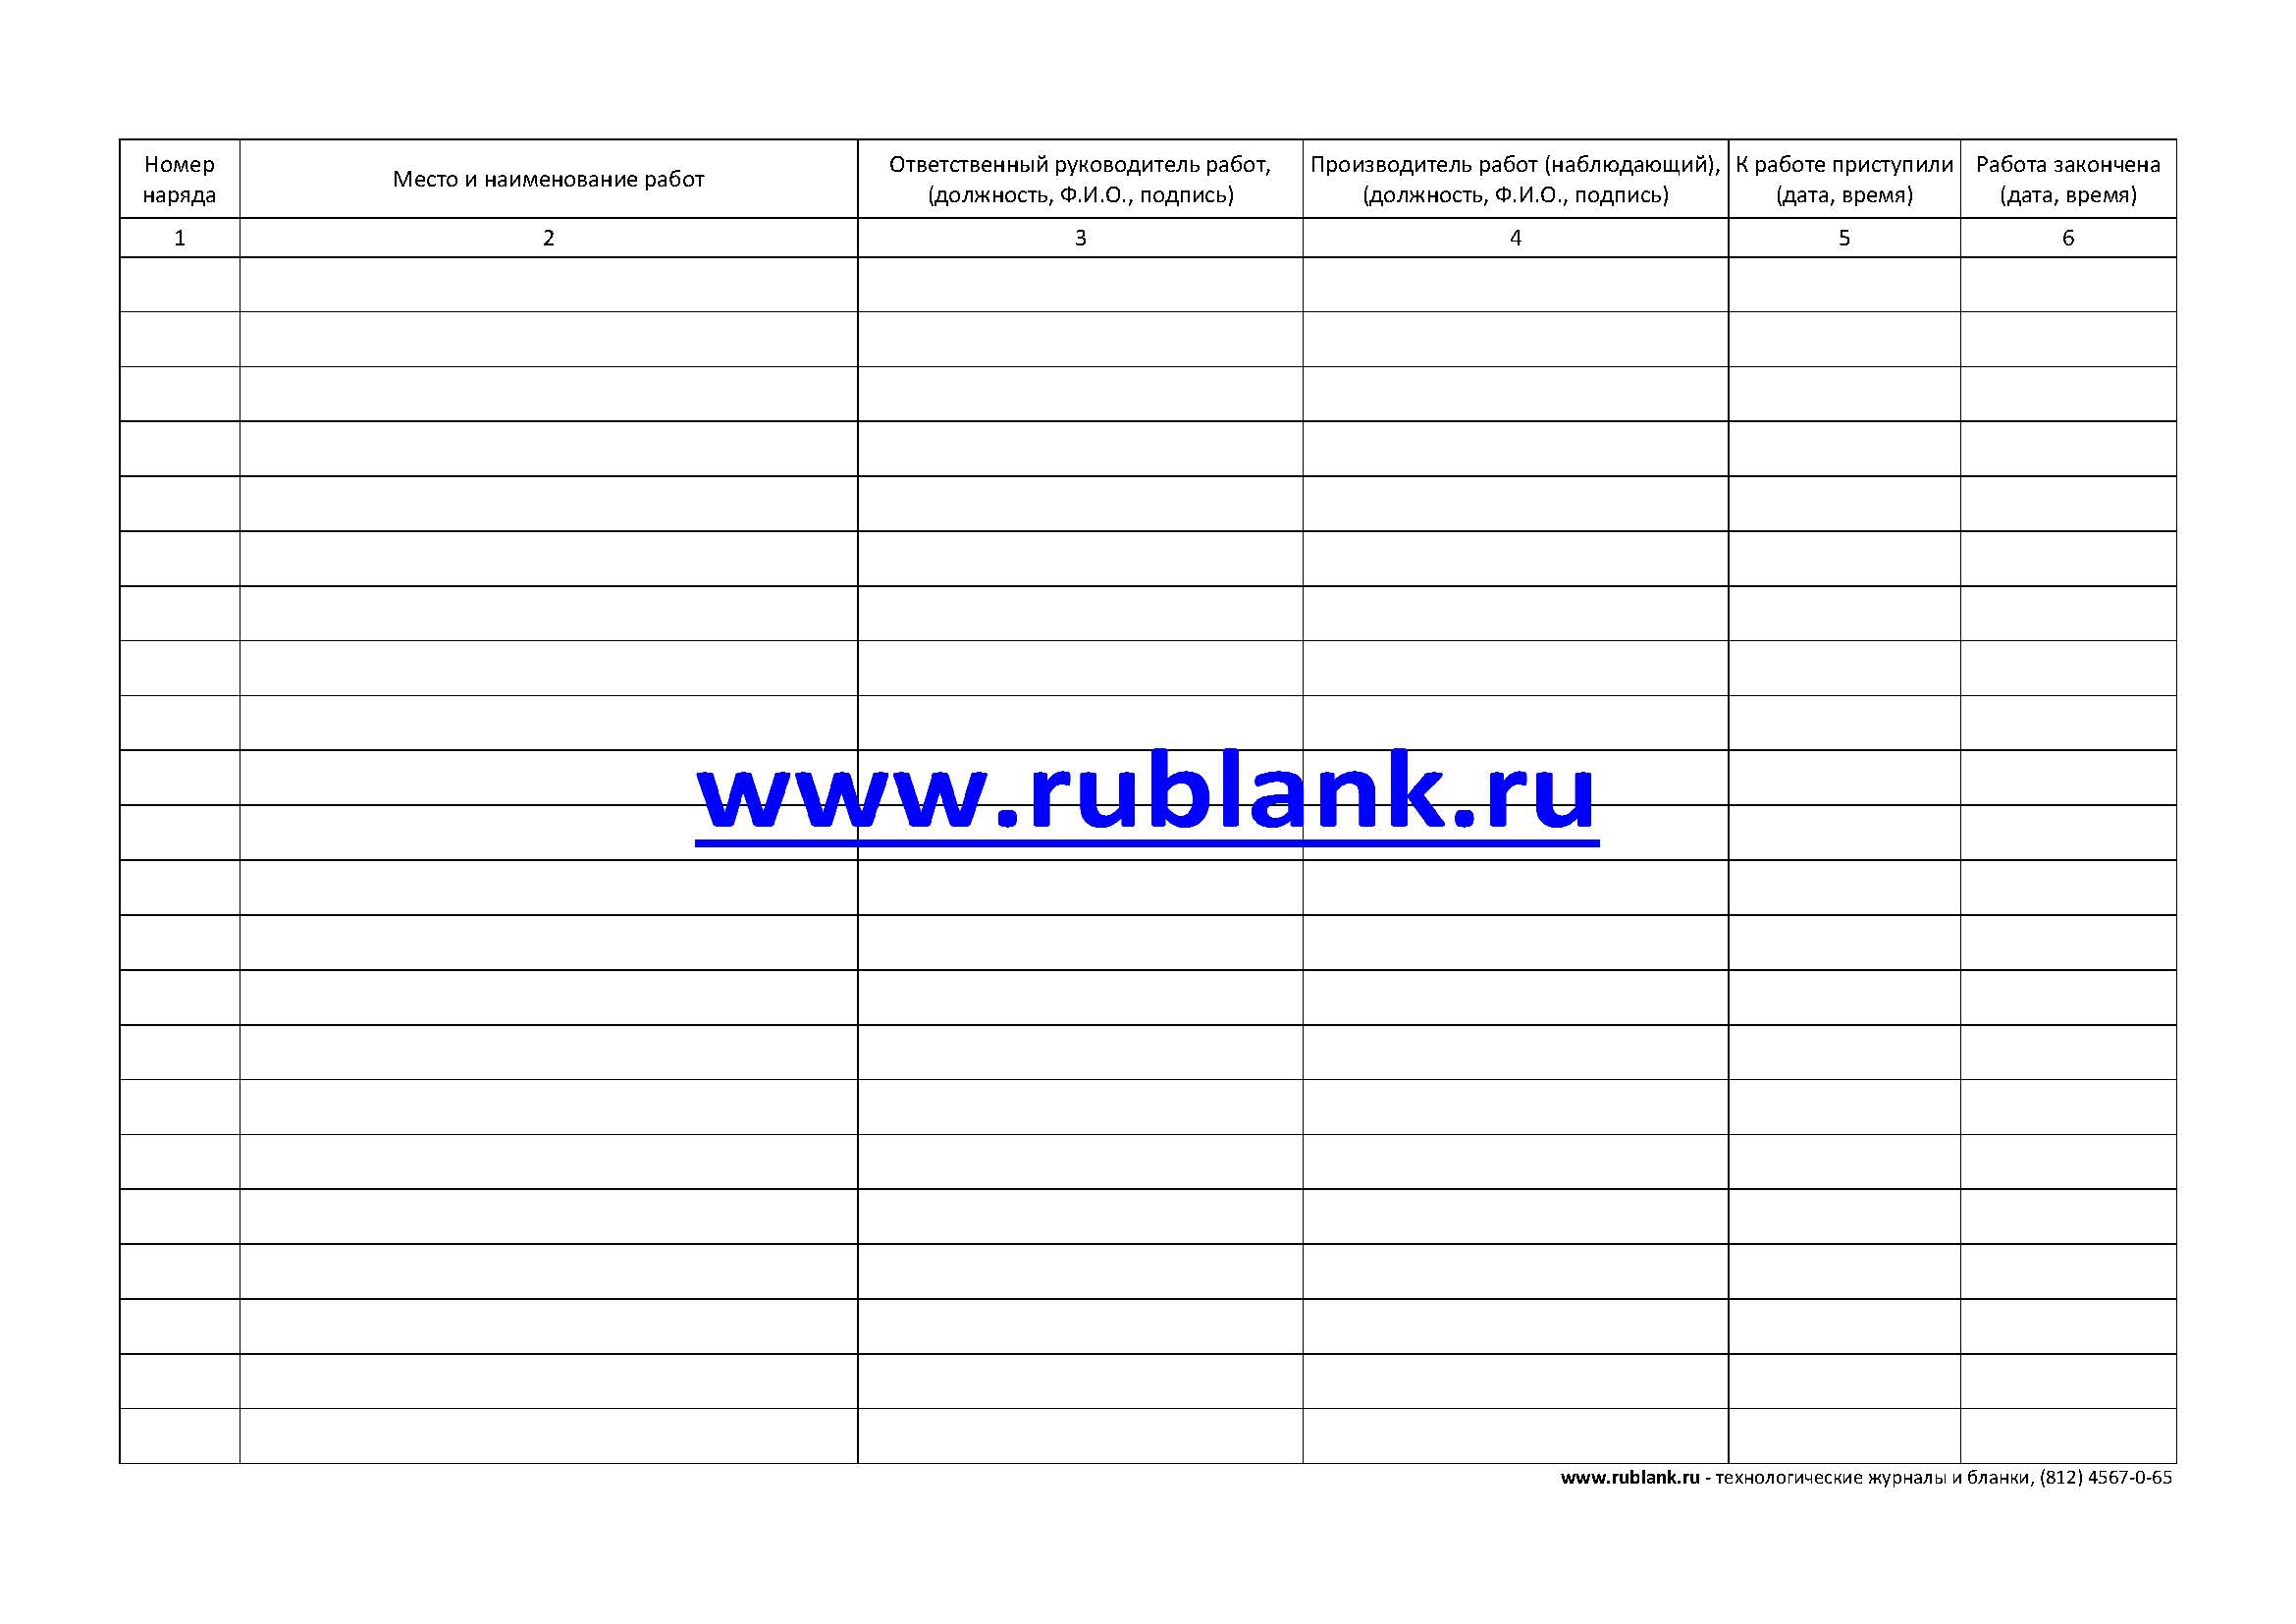 Номер
наряда
Место и наименование работ
Ответственный руководитель работ,
(должность, Ф.И.О., подпись)
Производитель работ (наблюдающий),
(должность, Ф.И.О., подпись)
К работе приступили
(дата, время)
Работа закончена
(дата, время)
1 2 3 4 5 6
www.rublank.ru
www.rublank.ru - технологические журналы и бланки, (812) 4567-0-65